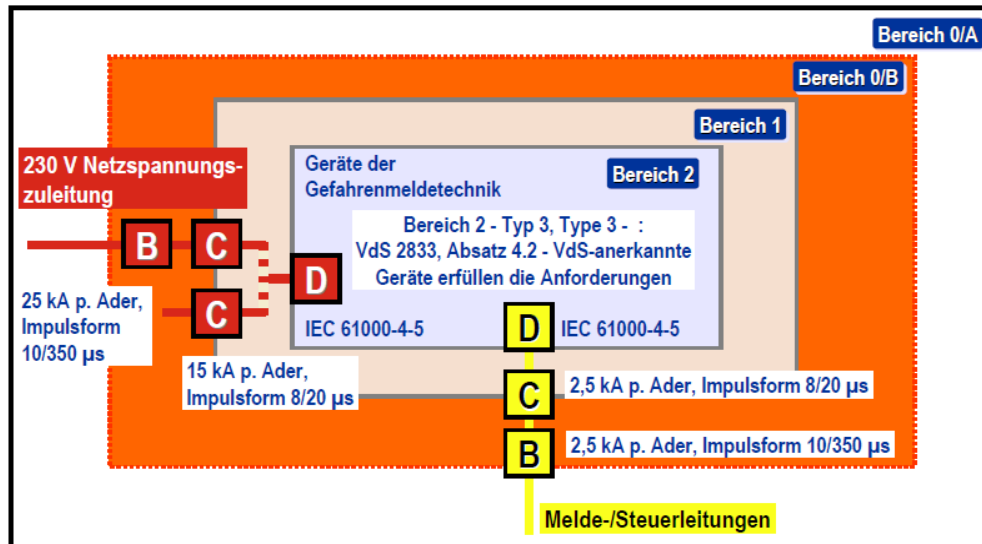 Bereich 0/A
Bereich 0/B
Bereich 1
230 V Netzspannungs-
zuleitung
Geräte der
Gefahrenmeldetechnik
Bereich 2
Bereich 2 - Typ 3, Type 3 - :
VdS 2833, Absatz 4.2 - VdS-anerkannte
Geräte erfüllen die Anforderungen
B
C
D
C
25 kA p. Ader,
Impulsform
10/350 µs
IEC 61000-4-5
D
IEC 61000-4-5
15 kA p. Ader,
Impulsform 8/20 µs
C
2,5 kA p. Ader, Impulsform 8/20 µs
B
2,5 kA p. Ader, Impulsform 10/350 µs
Melde-/Steuerleitungen